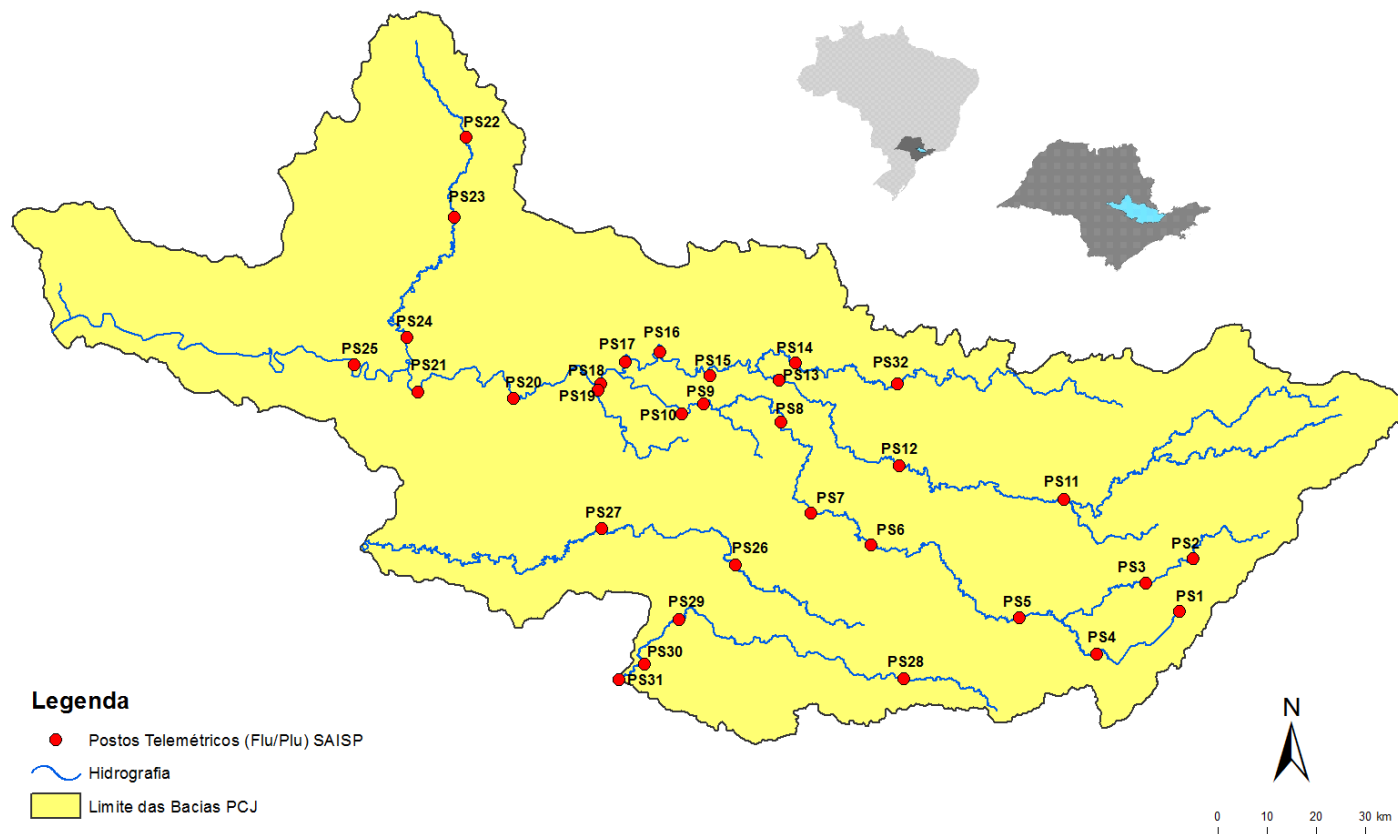 PS22
PS23
PS24
PS25
PS21
PS20
PS17
PS16
PS18
PS19
PS15
PS14
PS13
PS32
PS9
PS10
PS8
PS12
PS11
PS7
PS6
PS27
PS26
PS2
PS3
PS1
PS5
PS4
PS29
PS30
PS31
PS28
Legenda
Postos Telemétricos (Flu/Plu) SAISP
Hidrografia
Limite das Bacias PCJ
N
0 10 20 30 km